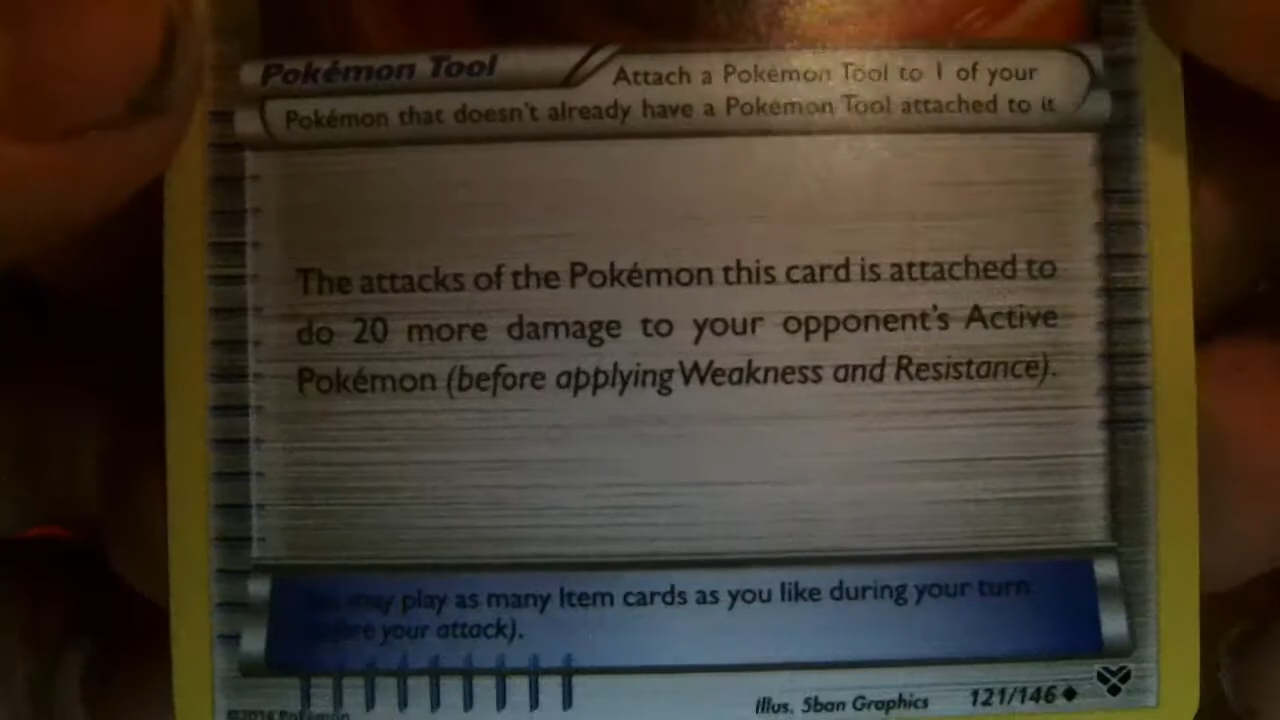 Pokémon Tool
Attach a Pokémon Tool to 1 of your
Pokémon that doesn't already have a Pokémon Tool attached to it
The attacks of the Pokémon this card is attached to
do 20 more damage to your opponent's Active
Pokémon (before applying Weakness and Resistance).
may play as many Item cards as you like during your turn
your attack).
Illus. 5ban Graphics
121/146
Pokémon